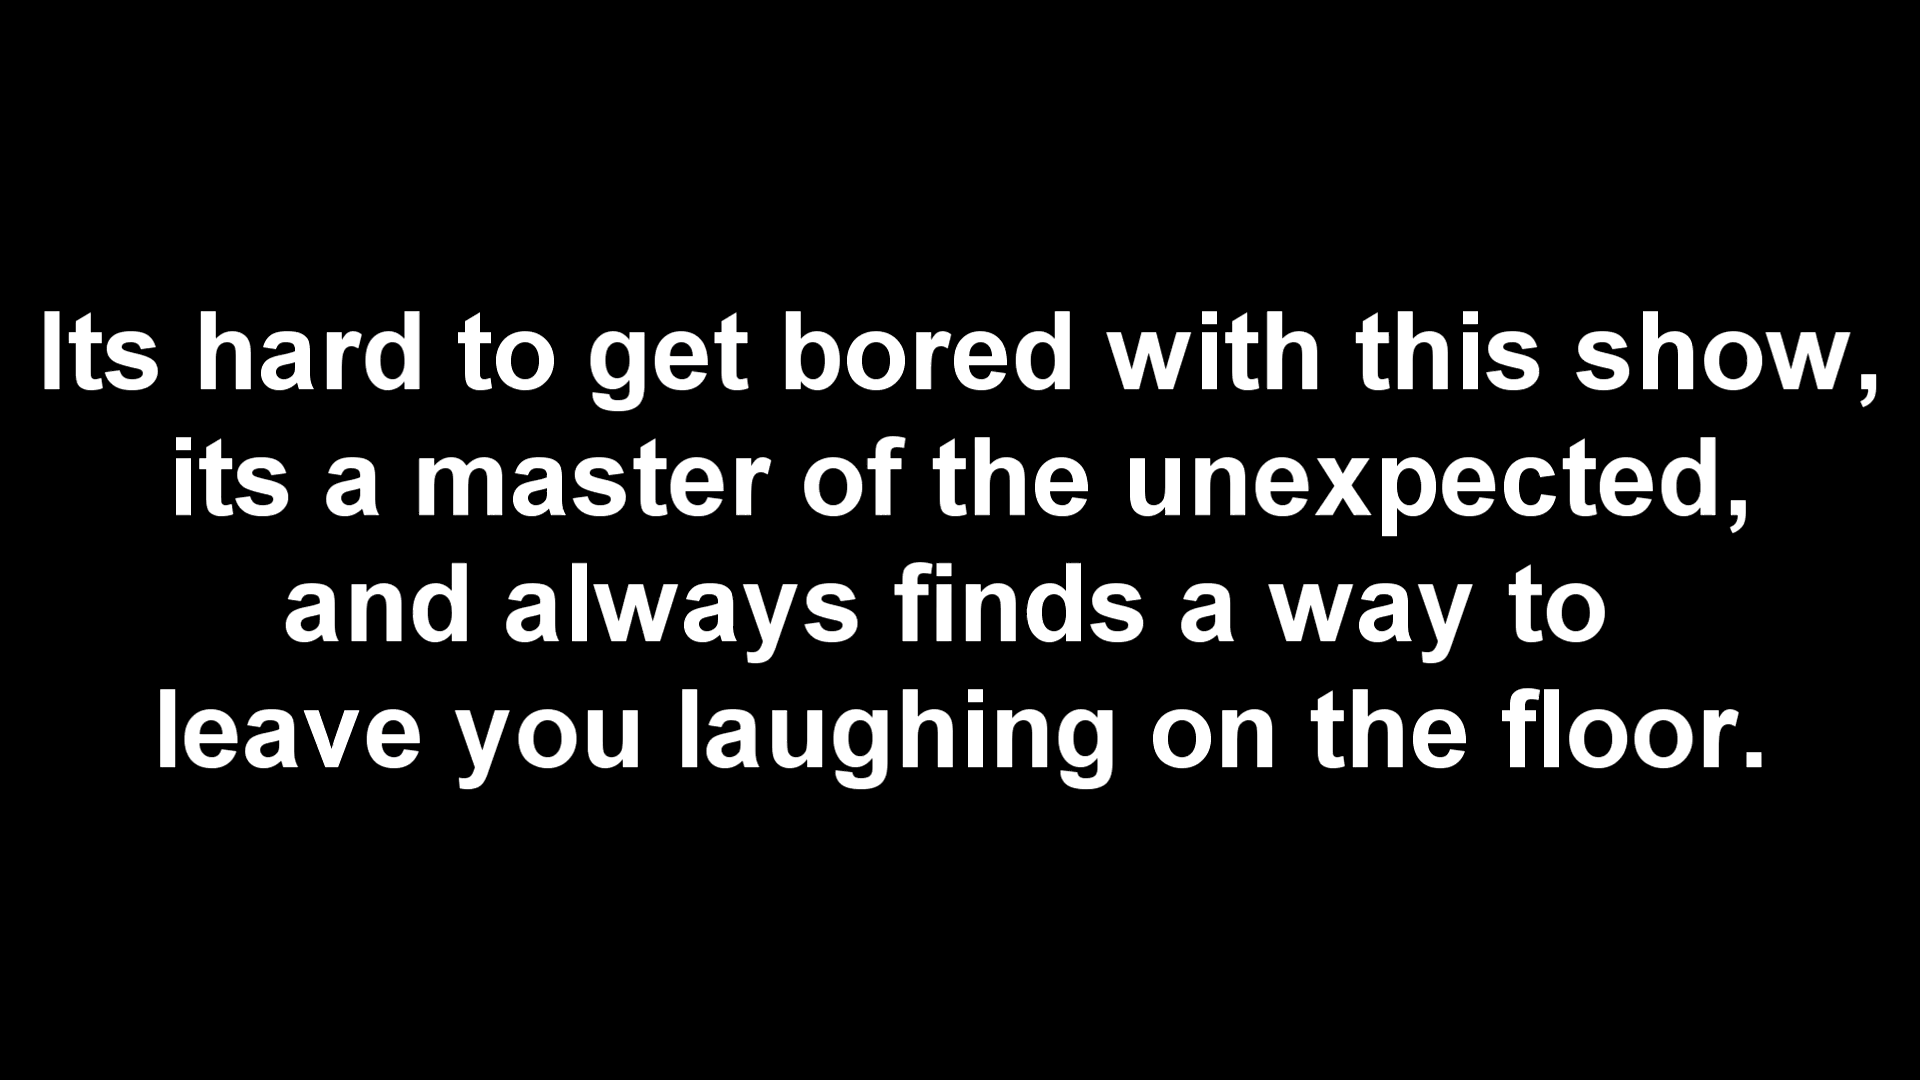 Its hard to get bored with this show,
its a master of the unexpected,
and always finds a way to
leave you laughing on the floor.